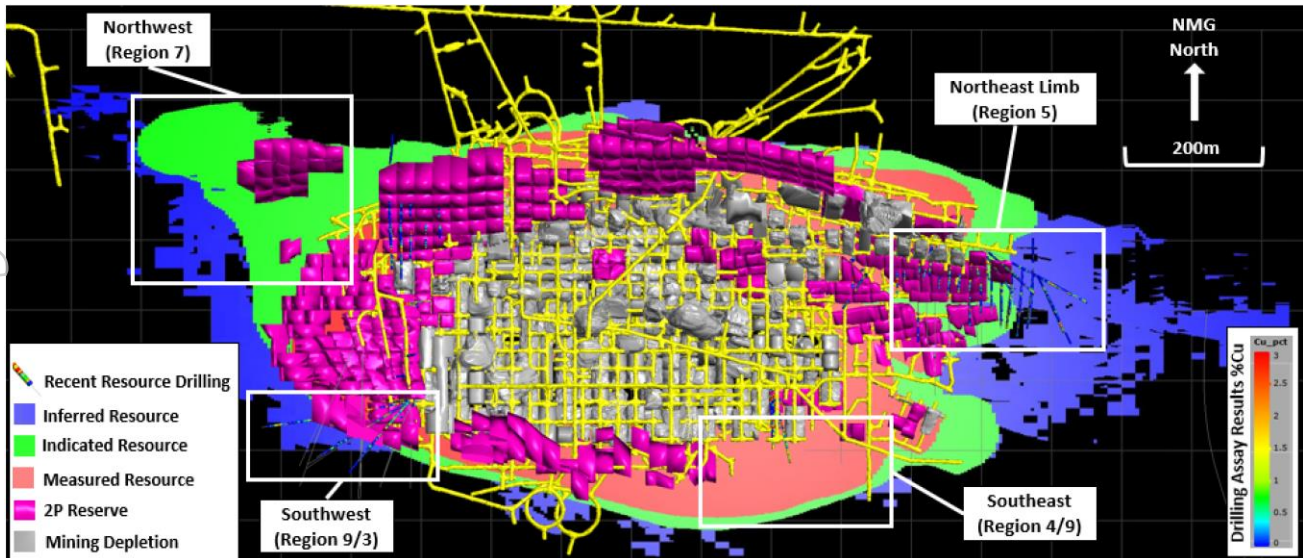 Northwest
(Region 7)
NMG
North
Northeast Limb
(Region 5)
200m
Recent Resource Drilling
Inferred Resource
Indicated Resource
Measured Resource
2P Reserve
Mining Depletion
Southwest
(Region 9/3)
Southeast
(Region 4/9)
Drilling Assay Results %Cu
Cu_pct
3
2.5
2
1.5
1
0.5
0